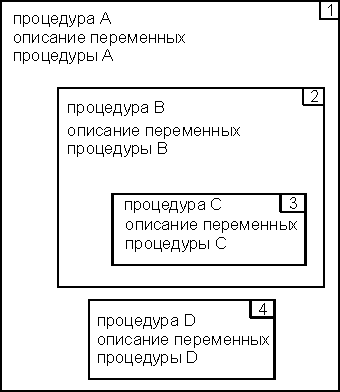 1
процедура A
описание переменных
процедуры A
2
процедура B
описание переменных
процедуры B
3
процедура C
описание переменных
процедуры C
4
процедура D
описание переменных
процедуры D